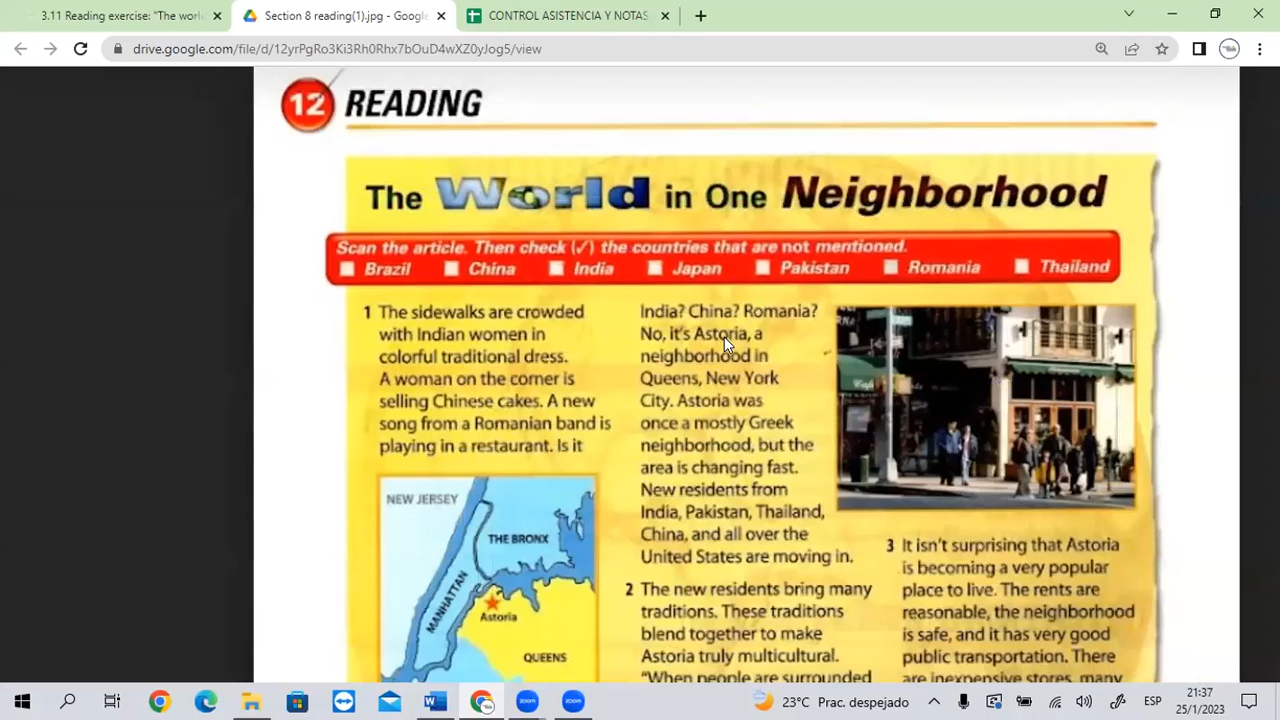 3.11 Reading exercise: "The worl
Section 8 reading(1).jpg - Google
CONTROL ASISTENCIA Y NOTAS
drive.google.com/file/d/12yrPgRo3Ki3Rh0Rhx7bOuD4wXZ0yJog5/view
12 READING
The World in One Neighborhood
Scan the article. Then check (✓) the countries that are not mentioned.
Brazil China India Japan Pakistan Romania Thailand
1 The sidewalks are crowded
with Indian women in
colorful traditional dress.
A woman on the corner is
selling Chinese cakes. A new
song from a Romanian band is
playing in a restaurant. Is it
NEW JERSEY
THE BRONX
MANHATTAN
Astoria
QUEENS
India? China? Romania?
No, it's Astoria, a
neighborhood in
Queens, New York
City. Astoria was
once a mostly Greek
neighborhood, but the
area is changing fast.
New residents from
India, Pakistan, Thailand,
China, and all over the
United States are moving in.
2 The new residents bring many
traditions. These traditions
blend together to make
Astoria truly multicultural.
"When people are surrounded
3 It isn't surprising that Astoria
is becoming a very popular
place to live. The rents are
reasonable, the neighborhood
is safe, and it has very good
public transportation. There
are inexpensive stores, many
23°C Prac. despejado
ESP
21:37
25/1/2023